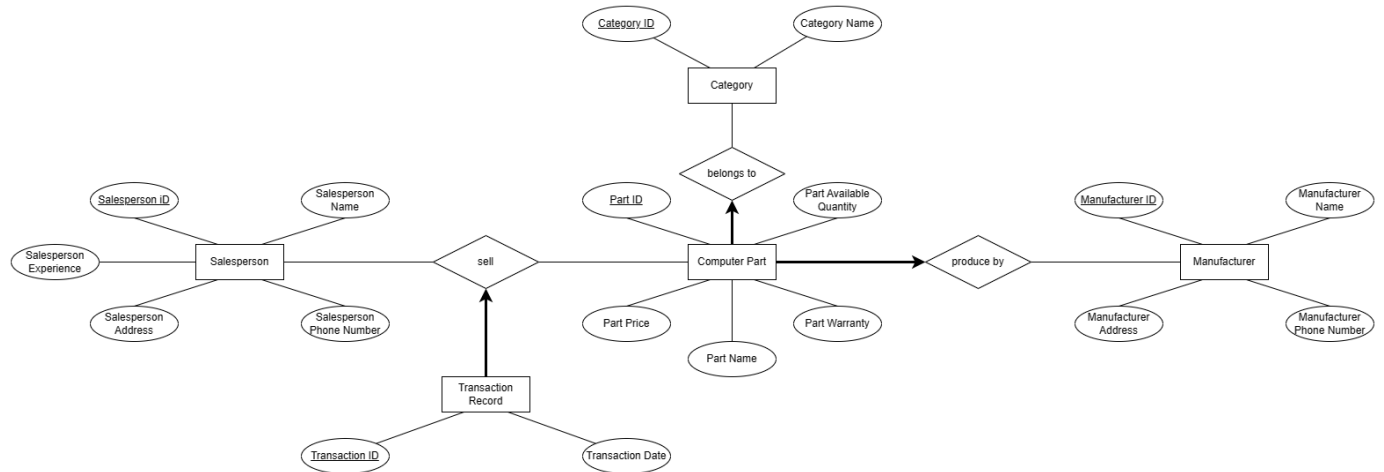 Category ID
Category Name
Category
belongs to
Salesperson iD
Salesperson
Name
Part ID
Part Available
Quantity
Manufacturer ID
Manufacturer
Name
Salesperson
Experience
Salesperson
sell
Computer Part
produce by
Manufacturer
Salesperson
Address
Salesperson
Phone Number
Part Price
Part Name
Part Warranty
Manufacturer
Address
Manufacturer
Phone Number
Transaction
Record
Transaction ID
Transaction Date